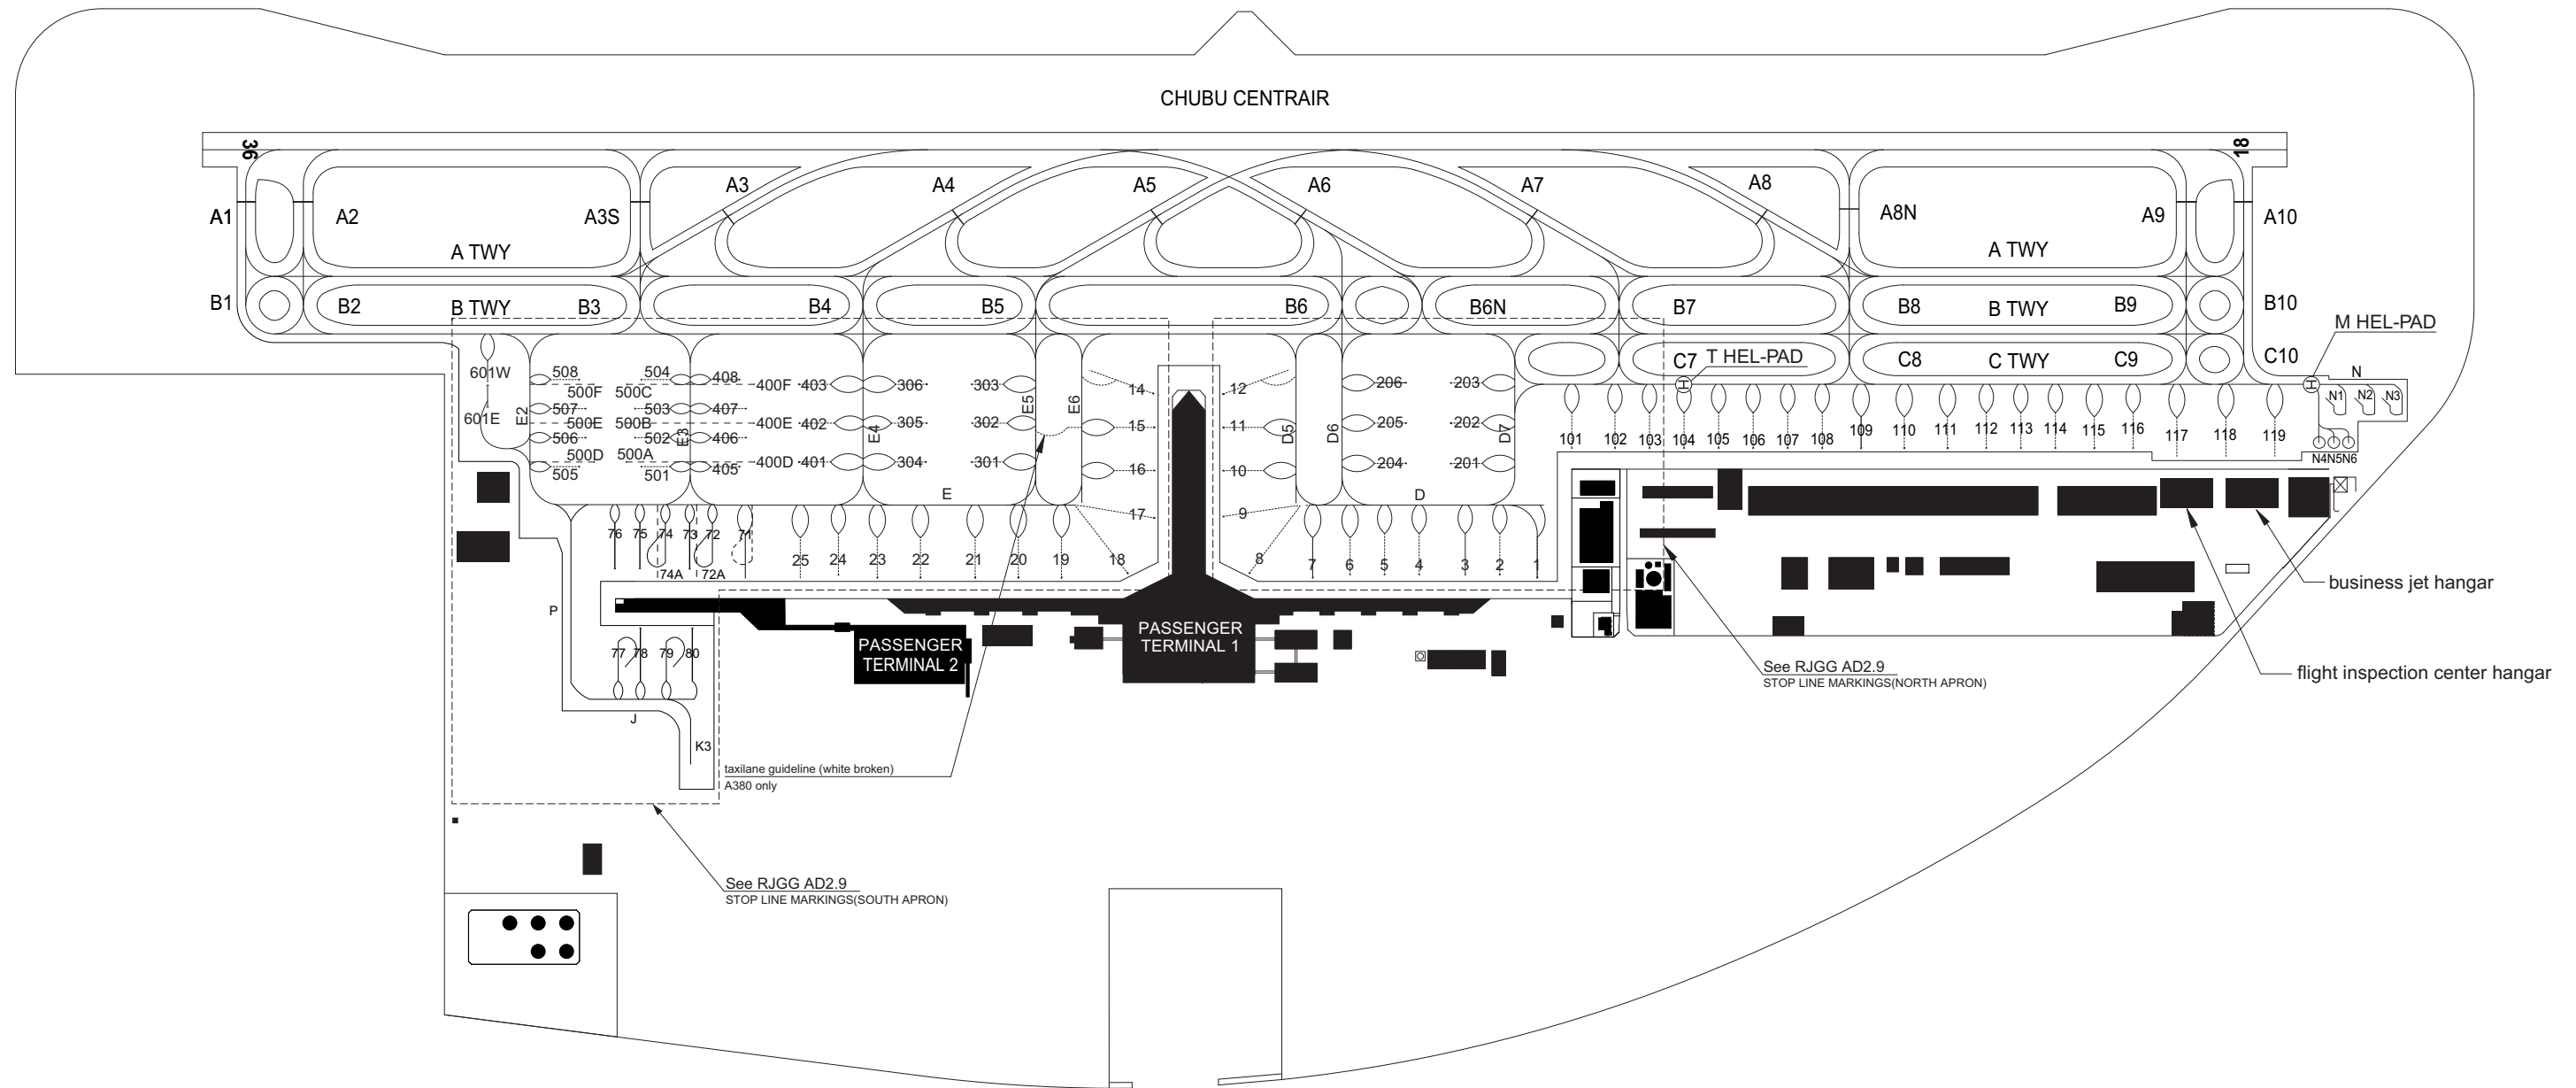 CHUBU CENTRAIR
36
18
A3
A4
A5
A6
A7
A8
A1
A2
A3S
A8N
A9
A10
A TWY
A TWY
B1
B2
B TWY
B3
B4
B5
B6
B6N
B7
B8
B TWY
B9
B10
M HEL-PAD
C7
T HEL-PAD
C8
C TWY
C9
C10
N
601W
508
504
408
500F
500C
400F
403
306
303
14
12
206
203
N1
N2
N3
601E
E2
507
503
407
500E
500B
400E
402
305
302
E5
E6
15
11
205
202
506
502
E3
406
E4
D5
D6
D7
500D
500A
400D
401
304
301
16
10
204
201
505
501
405
101
102
103
104
105
106
107
108
109
110
111
112
113
114
115
116
117
118
119
N4
N5
N6
E
D
17
9
76
75
74
73
72
71
25
24
23
22
21
20
19
18
8
7
6
5
4
3
2
1
74A
72A
business jet hangar
P
PASSENGER
TERMINAL 2
PASSENGER
TERMINAL 1
77
78
79
80
See RJGG AD2.9
STOP LINE MARKINGS(NORTH APRON)
flight inspection center hangar
J
K3
taxilane guideline (white broken)
A380 only
See RJGG AD2.9
STOP LINE MARKINGS(SOUTH APRON)
H
H